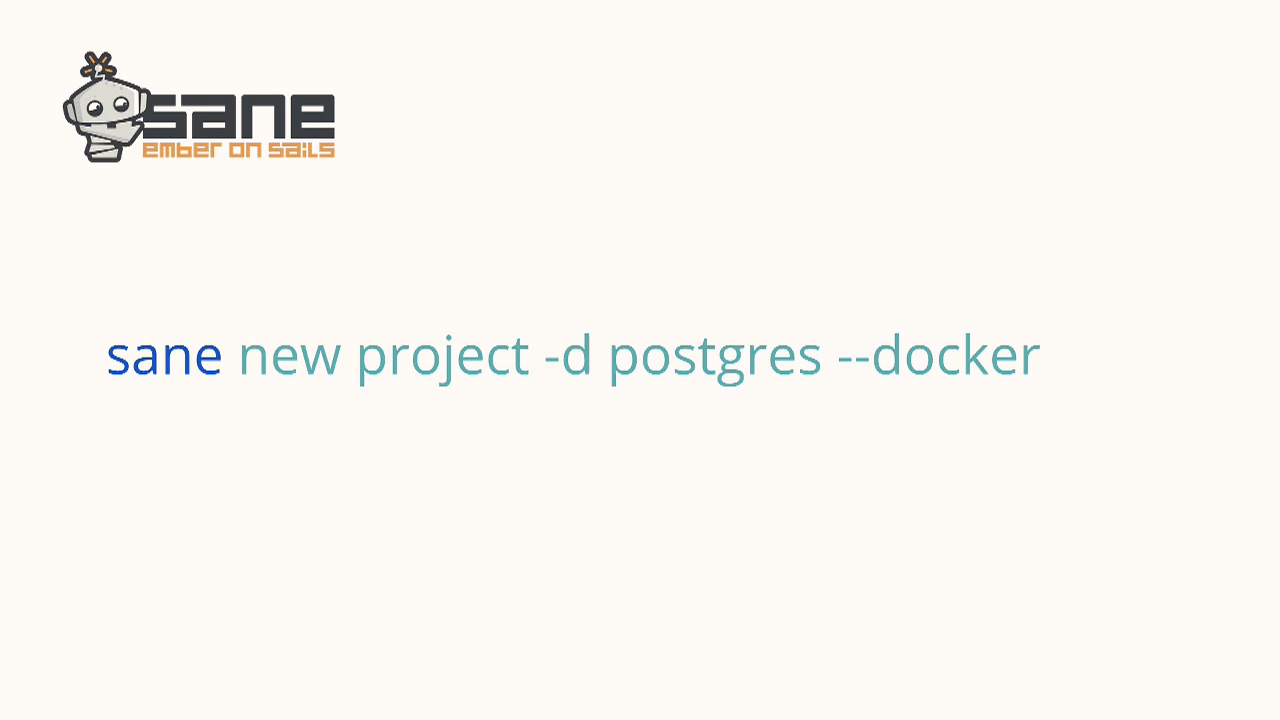 sane
ember on sails
sane new project -d postgres --docker